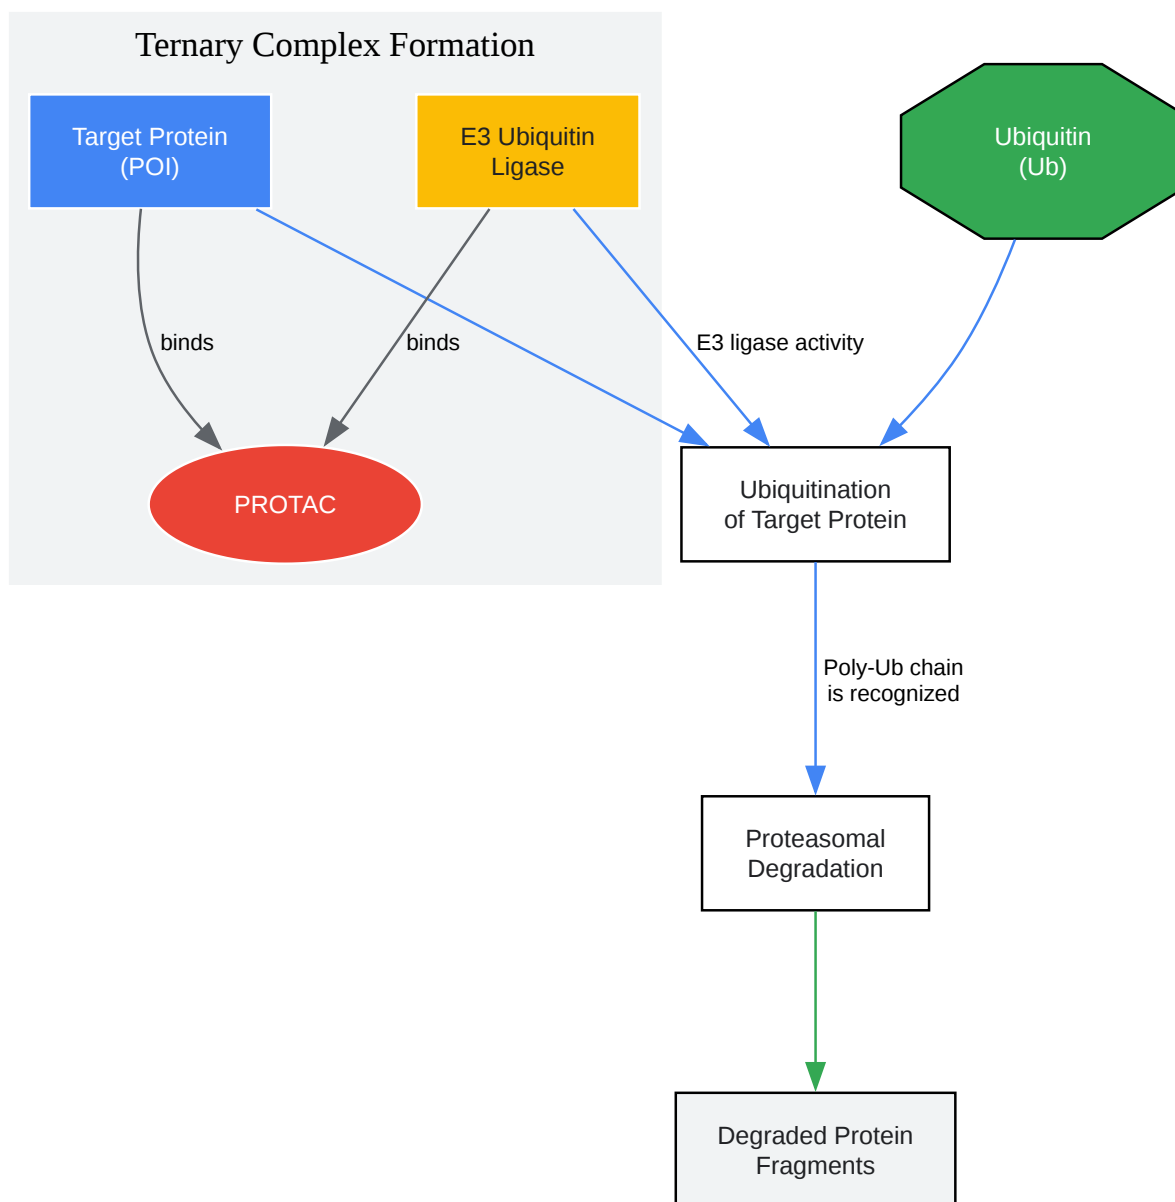 Ternary Complex Formation
Target Protein
(POI)
E3 Ubiquitin
Ligase
Ubiquitin
(Ub)
binds
binds
E3 ligase activity
PROTAC
Ubiquitination
of Target Protein
Poly-Ub chain
is recognized
Proteasomal
Degradation
Degraded Protein
Fragments